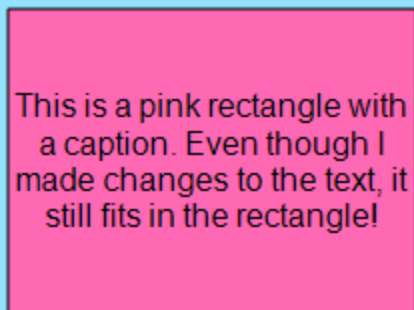 This is a pink rectangle with
a caption. Even though I
made changes to the text, it
still fits in the rectangle!